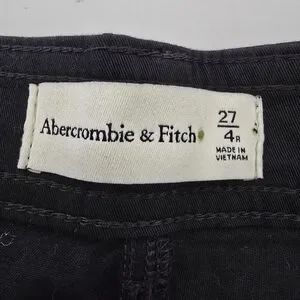 Abercrombie & Fitch
27
4R
MADE IN
VIETNAM